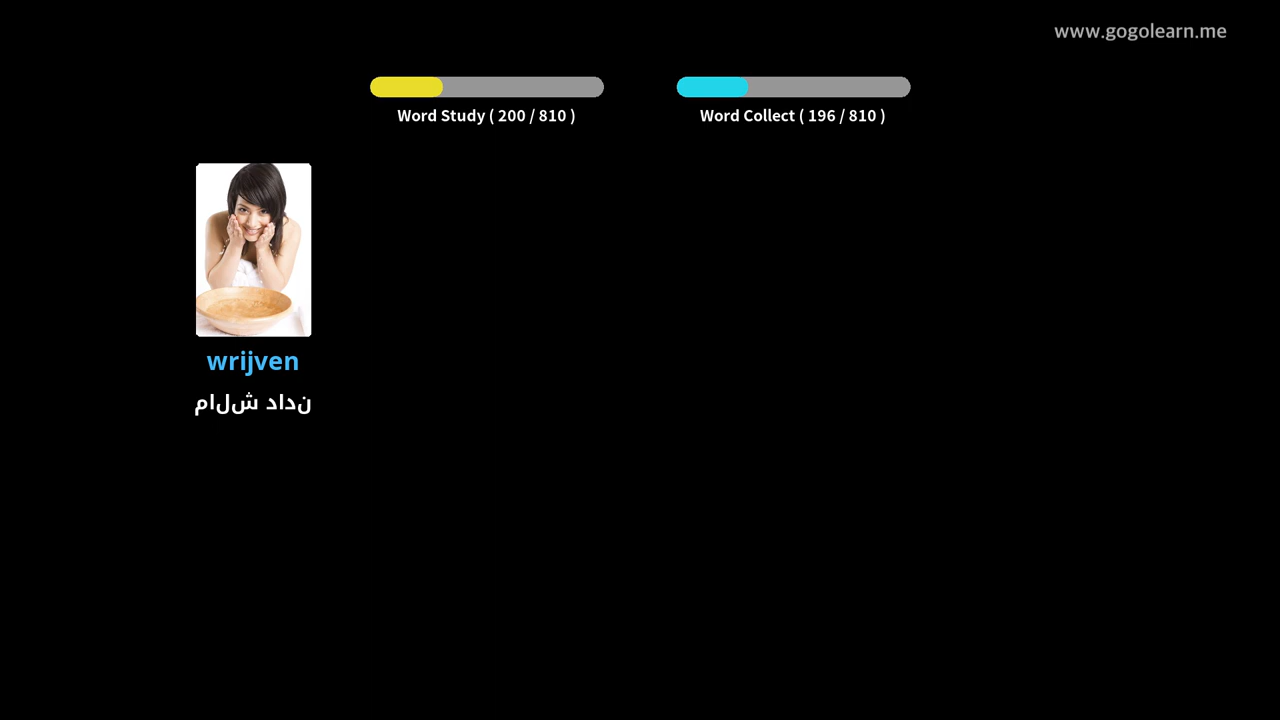 www.gogolearn.me
Word Study ( 200 / 810 )
Word Collect ( 196 / 810 )
wrijven
مالش دادن